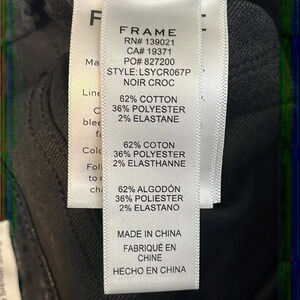 FRAME
RN# 139021
CA# 19371
PO# 827200
STYLE: LSYCR067P
NOIR CROC
62% COTTON
36% POLYESTER
2% ELASTANE
62% COTON
36% POLYESTER
2% ELASTHANNE
62% ALGODÓN
36% POLIESTER
2% ELASTANO
MADE IN CHINA
FABRIQUÉ EN
CHINE
HECHO EN CHINA